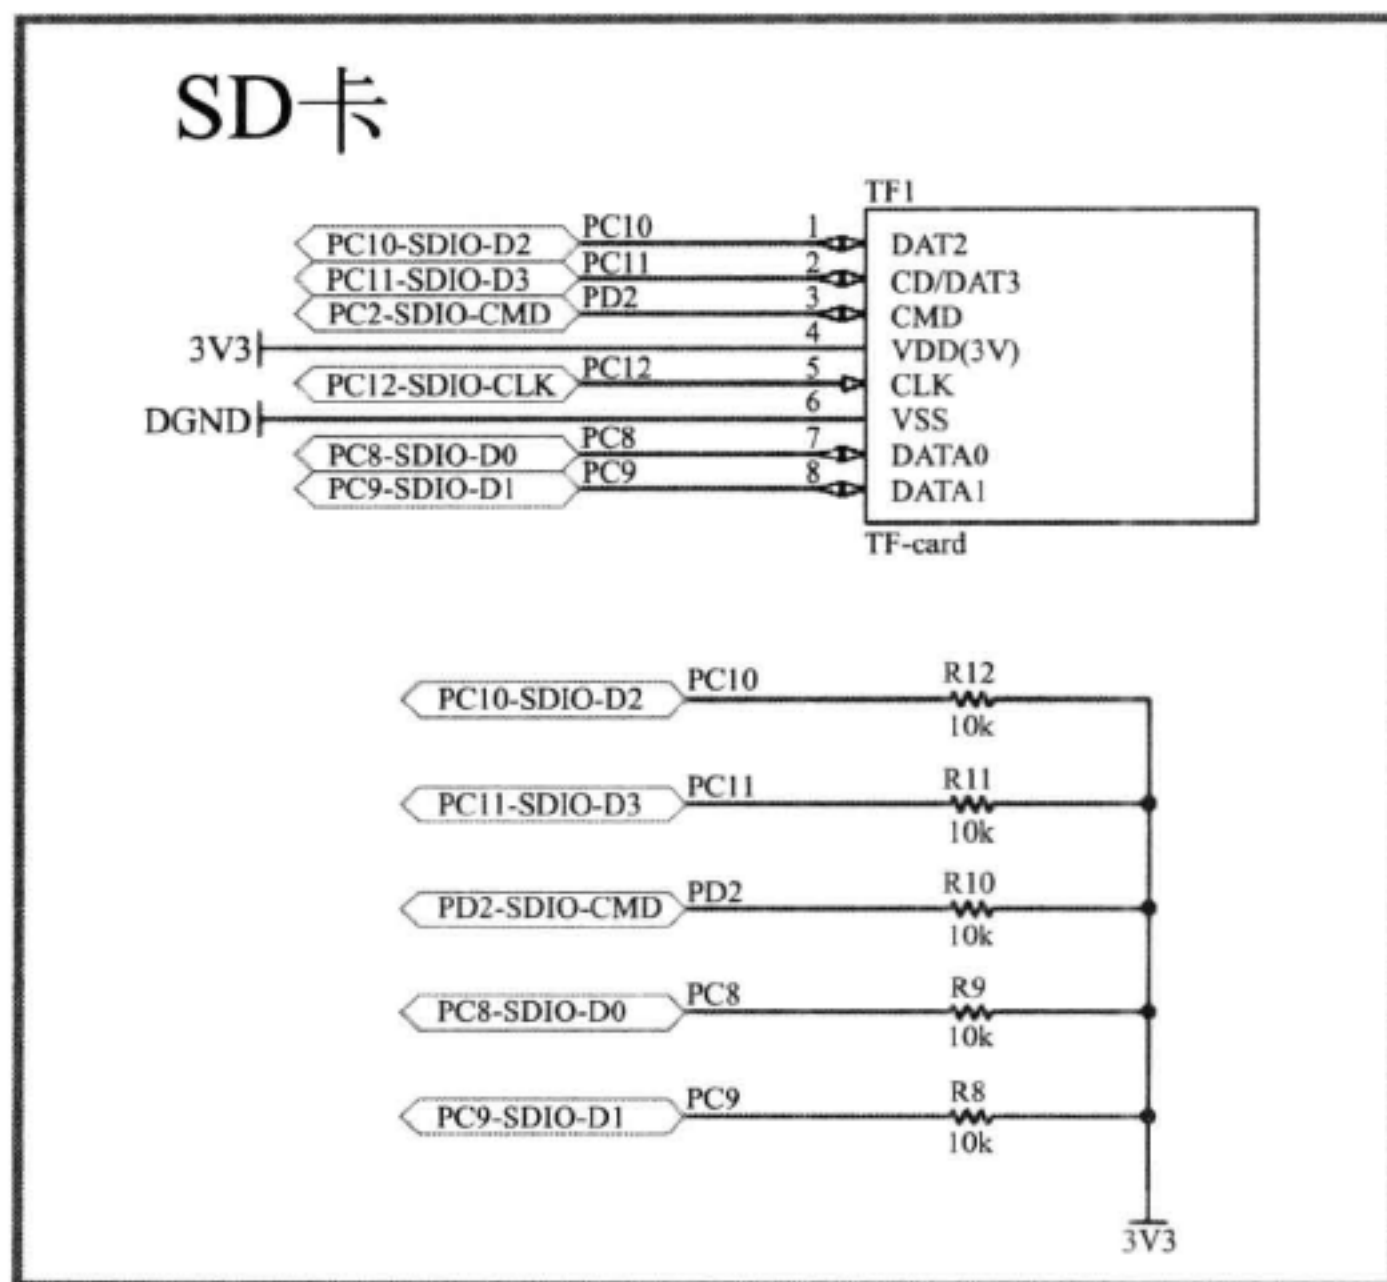 SD卡
TF1
PC10-SDIO-D2 PC10 1 DAT2
PC11-SDIO-D3 PC11 2 CD/DAT3
PC2-SDIO-CMD PD2 3 CMD
3V3 4 VDD(3V)
PC12-SDIO-CLK PC12 5 CLK
DGND 6 VSS
PC8-SDIO-D0 PC8 7 DATA0
PC9-SDIO-D1 PC9 8 DATA1
TF-card
PC10-SDIO-D2 PC10 R12
10k
PC11-SDIO-D3 PC11 R11
10k
PD2-SDIO-CMD PD2 R10
10k
PC8-SDIO-D0 PC8 R9
10k
PC9-SDIO-D1 PC9 R8
10k
3V3